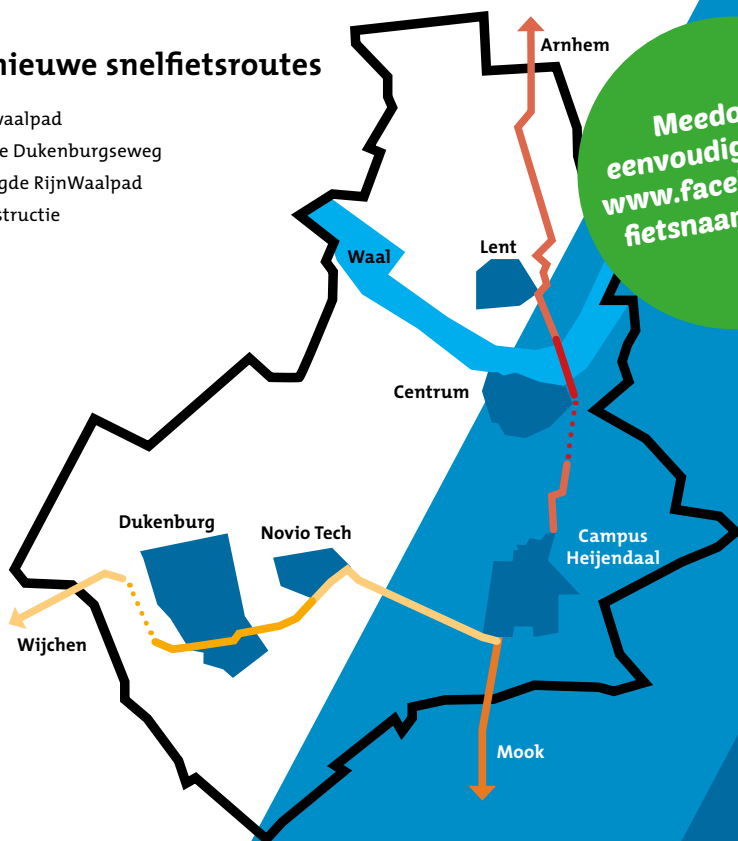 nieuwe snelfietsroutes
waalpad
e Dukenburgseweg
gde RijnWaalpad
structie
Arnhem
Meedo
eenvoudig
www.face
fietsnaar
Lent
Waal
Centrum
Dukenburg
Novio Tech
Campus
Heijendaal
Wijchen
Mook